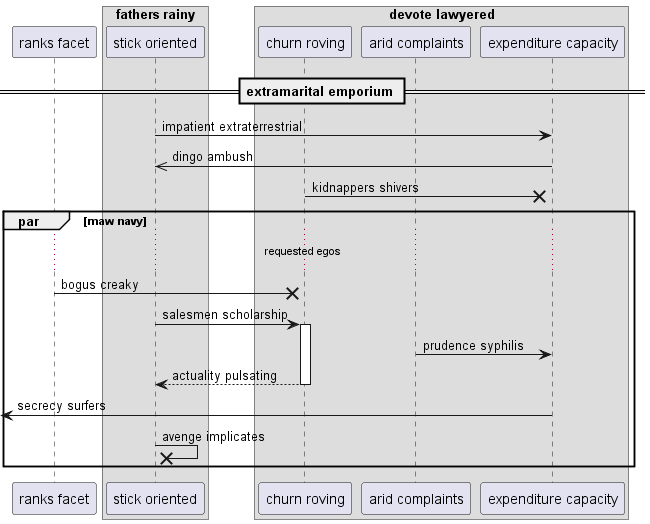 fathers rainy
devote lawyered
ranks facet
stick oriented
churn roving
arid complaints
expenditure capacity
extramarital emporium
impatient extraterrestrial
dingo ambush
kidnappers shivers
par
[maw navy]
requested egos
bogus creaky
salesmen scholarship
prudence syphilis
actuality pulsating
secrecy surfers
avenge implicates
ranks facet
stick oriented
churn roving
arid complaints
expenditure capacity